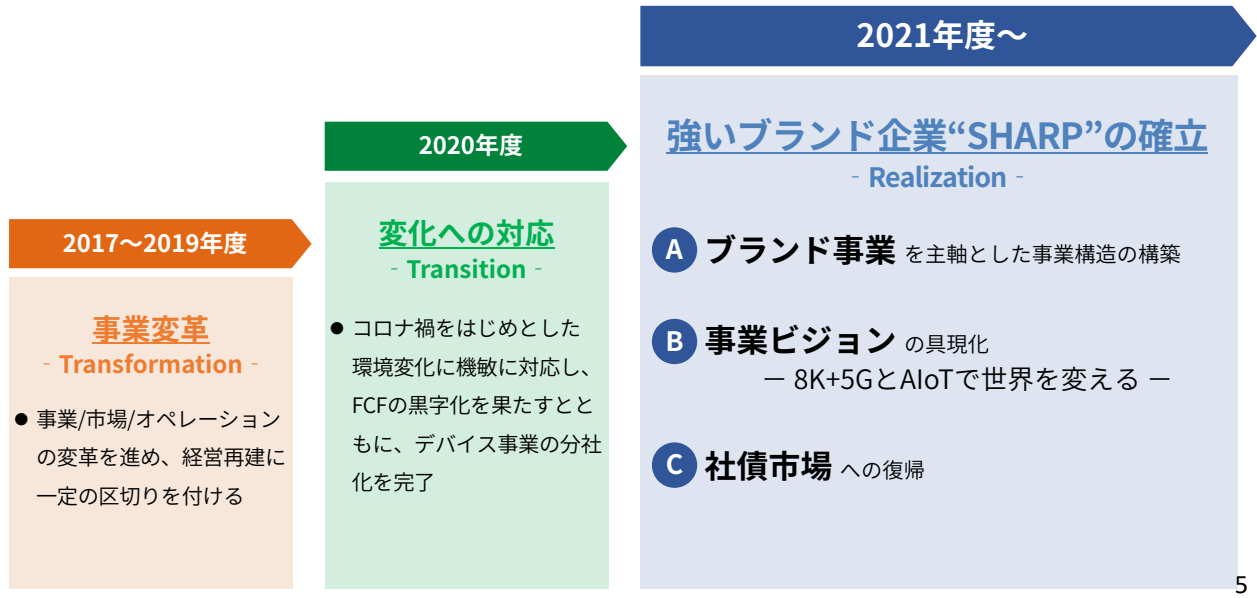 2017～2019年度
事業変革
- Transformation -
● 事業/市場/オペレーション
の変革を進め、経営再建に
一定の区切りを付ける
2020年度
変化への対応
- Transition -
● コロナ禍をはじめとした
環境変化に機敏に対応し、
FCFの黒字化を果たすとと
もに、デバイス事業の分社
化を完了
2021年度～
強いブランド企業“SHARP”の確立
- Realization -
A ブランド事業 を主軸とした事業構造の構築
B 事業ビジョン の具現化
― 8K+5GとAIoTで世界を変える ―
C 社債市場 への復帰
5